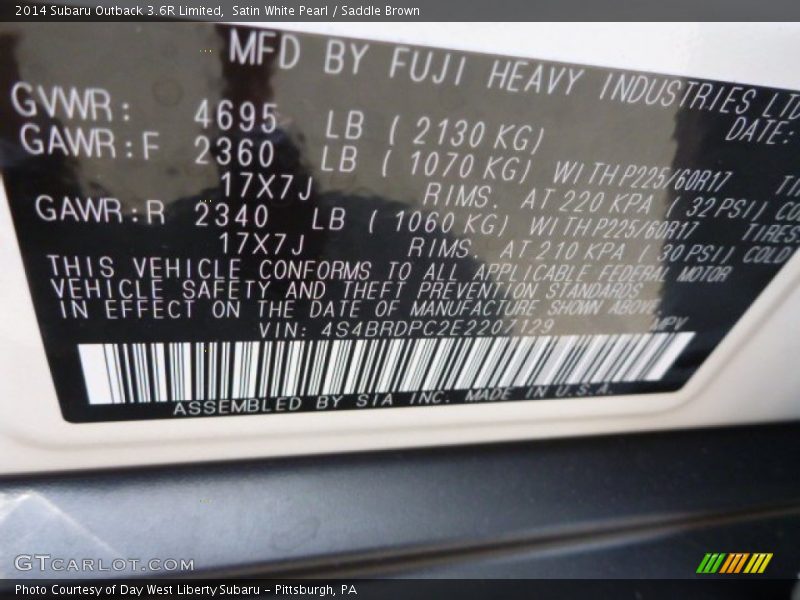 2014 Subaru Outback 3.6R Limited, Satin White Pearl / Saddle Brown
MFD BY FUJI HEAVY INDUSTRIES LTD
DATE:
GVWR: 4695 LB ( 2130 KG)
GAWR:F 2360 LB ( 1070 KG) WITH P225/60R17 TI
17X7J RIMS. AT 220 KPA ( 32 PSI) CO
GAWR:R 2340 LB ( 1060 KG) WITH P225/60R17 TIRES
17X7J RIMS. AT 210 KPA ( 30 PSI) COLD
THIS VEHICLE CONFORMS TO ALL APPLICABLE FEDERAL MOTOR
VEHICLE SAFETY AND THEFT PREVENTION STANDARDS
IN EFFECT ON THE DATE OF MANUFACTURE SHOWN ABOVE.
VIN: 4S4BRDPC2E2207129 MPV
ASSEMBLED BY SIA INC. MADE IN U.S.A.
GTCARLOT.COM
Photo Courtesy of Day West Liberty Subaru - Pittsburgh, PA